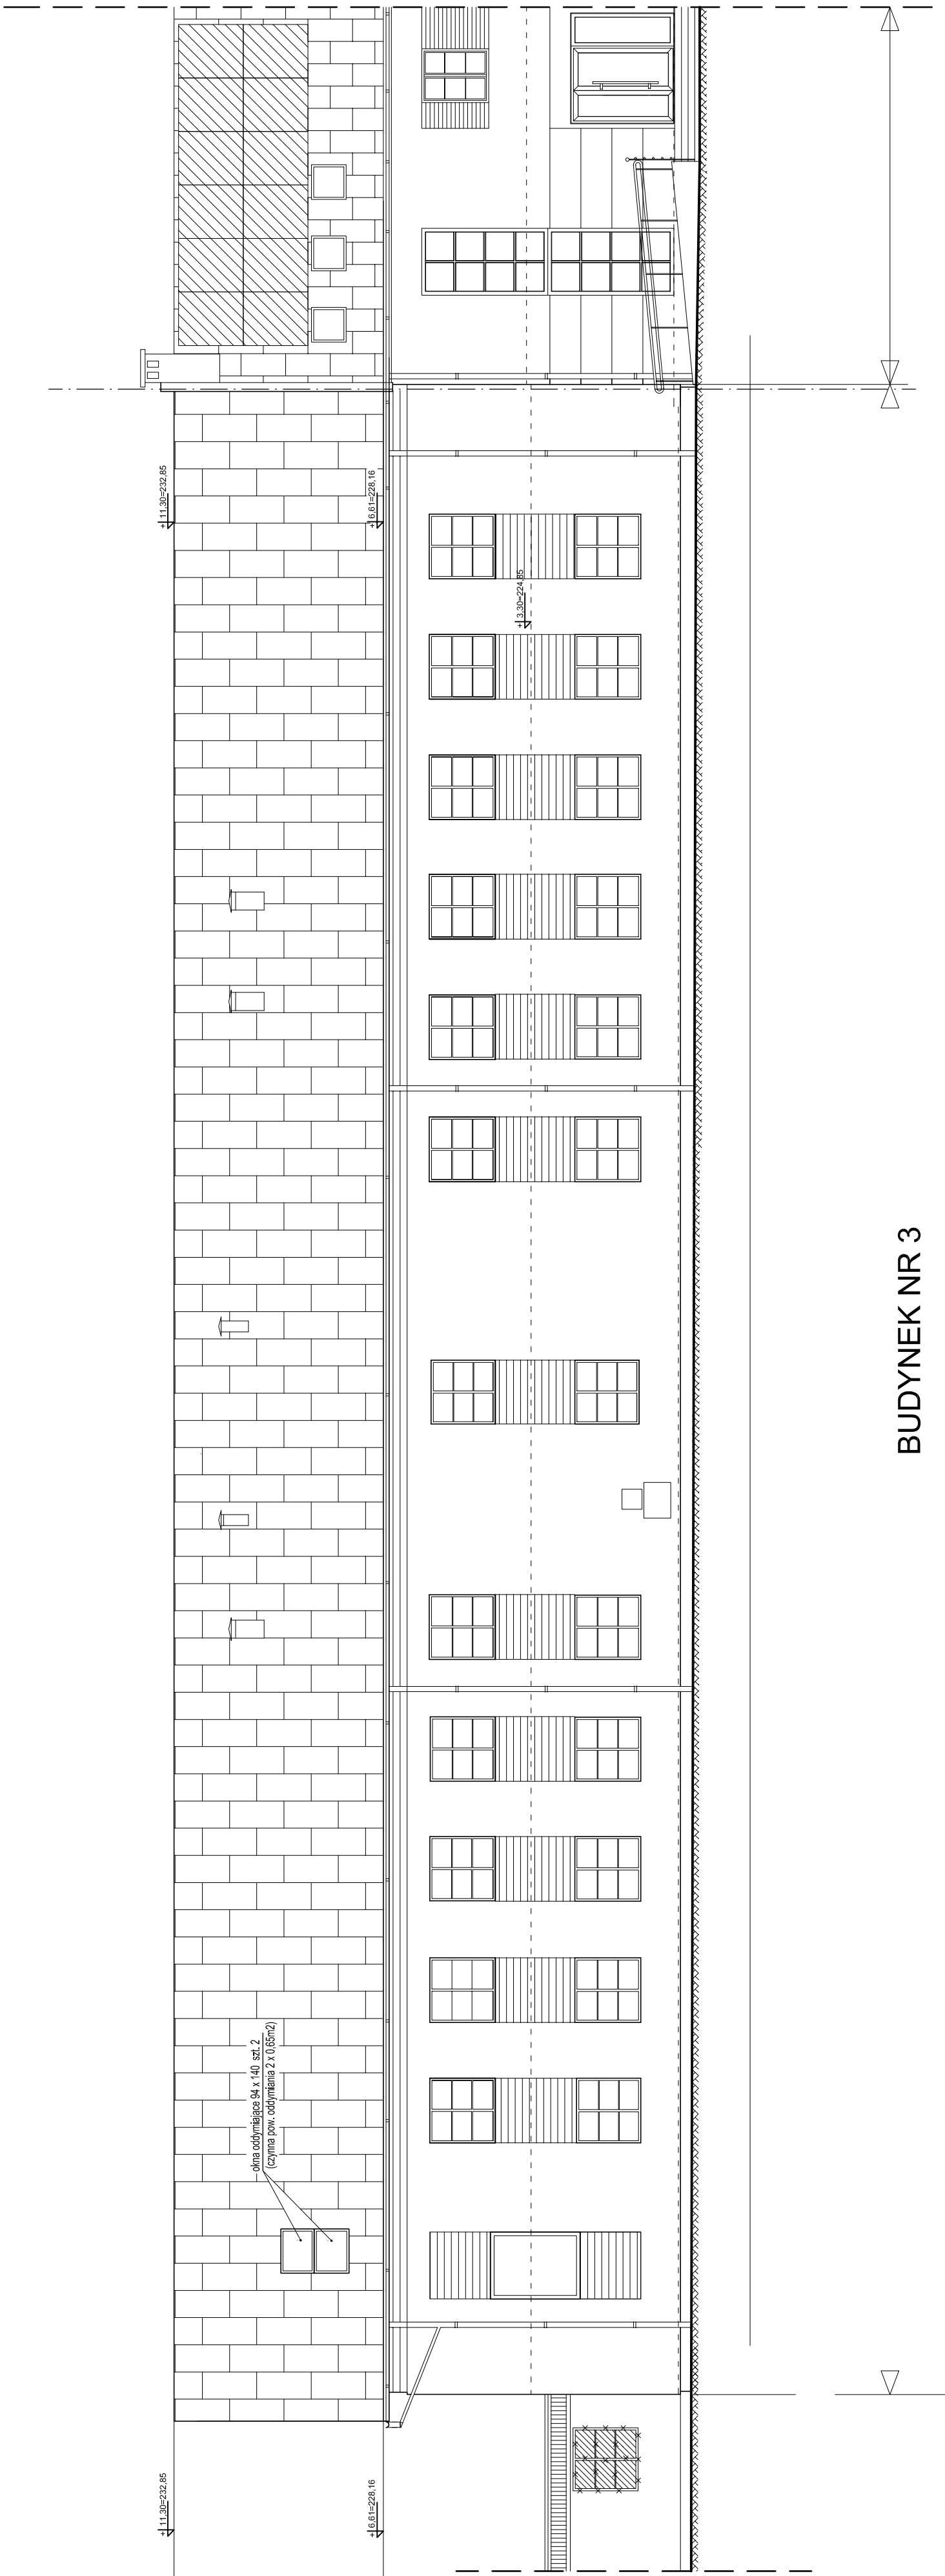 + 11,30=232,85
+ 6,61=228,16
okna oddymiające 94 x 140 szt. 2
(czynna pow. oddymiania 2 x 0,65m2)
+ 3,30=224,85
+ 11,30=232,85
+ 6,61=228,16
BUDYNEK NR 3